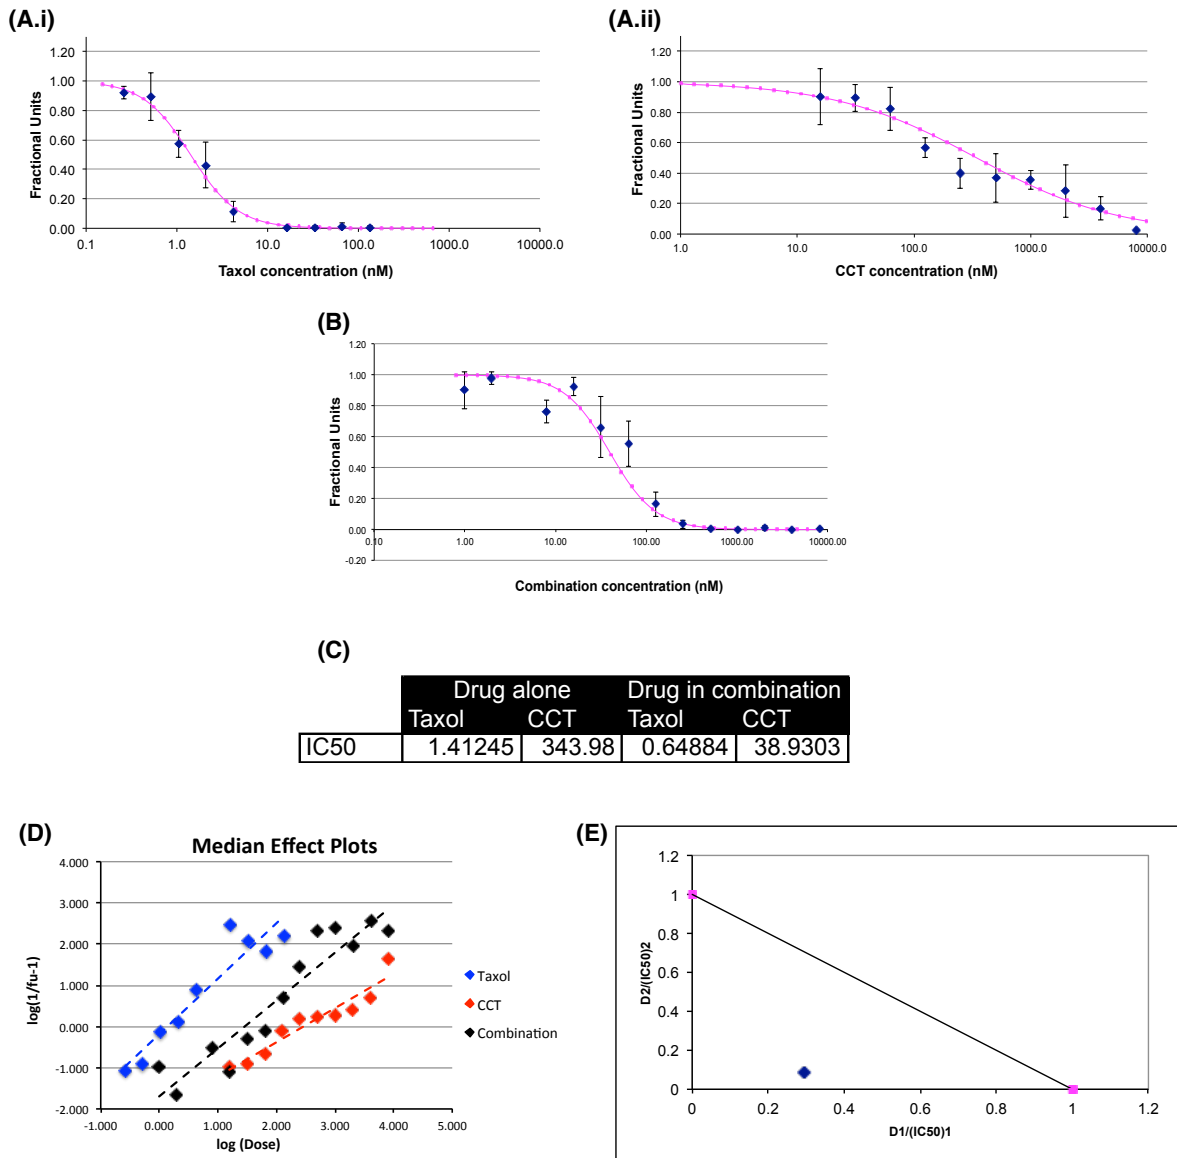 (A.i)
1.20
1.00
0.80
0.60
0.40
0.20
0.00
Fractional Units
0.1
1.0
10.0
100.0
1000.0
10000.0
Taxol concentration (nM)
(A.ii)
1.20
1.00
0.80
0.60
0.40
0.20
0.00
Fractional Units
1.0
10.0
100.0
1000.0
10000.0
CCT concentration (nM)
(B)
1.20
1.00
0.80
0.60
0.40
0.20
0.00
-0.20
Fractional Units
0.10
1.00
10.00
100.00
1000.00
10000.00
Combination concentration (nM)
(C)
Drug alone Drug in combination
Taxol CCT Taxol CCT
IC50 1.41245 343.98 0.64884 38.9303
(D)
Median Effect Plots
4.000
3.000
2.000
1.000
0.000
-1.000
-2.000
log(1/fu-1)
-1.000
0.000
1.000
2.000
3.000
4.000
5.000
log (Dose)
Taxol
CCT
Combination
(E)
1.2
1
0.8
0.6
0.4
0.2
0
D2/(IC50)2
0
0.2
0.4
0.6
0.8
1
1.2
D1/(IC50)1